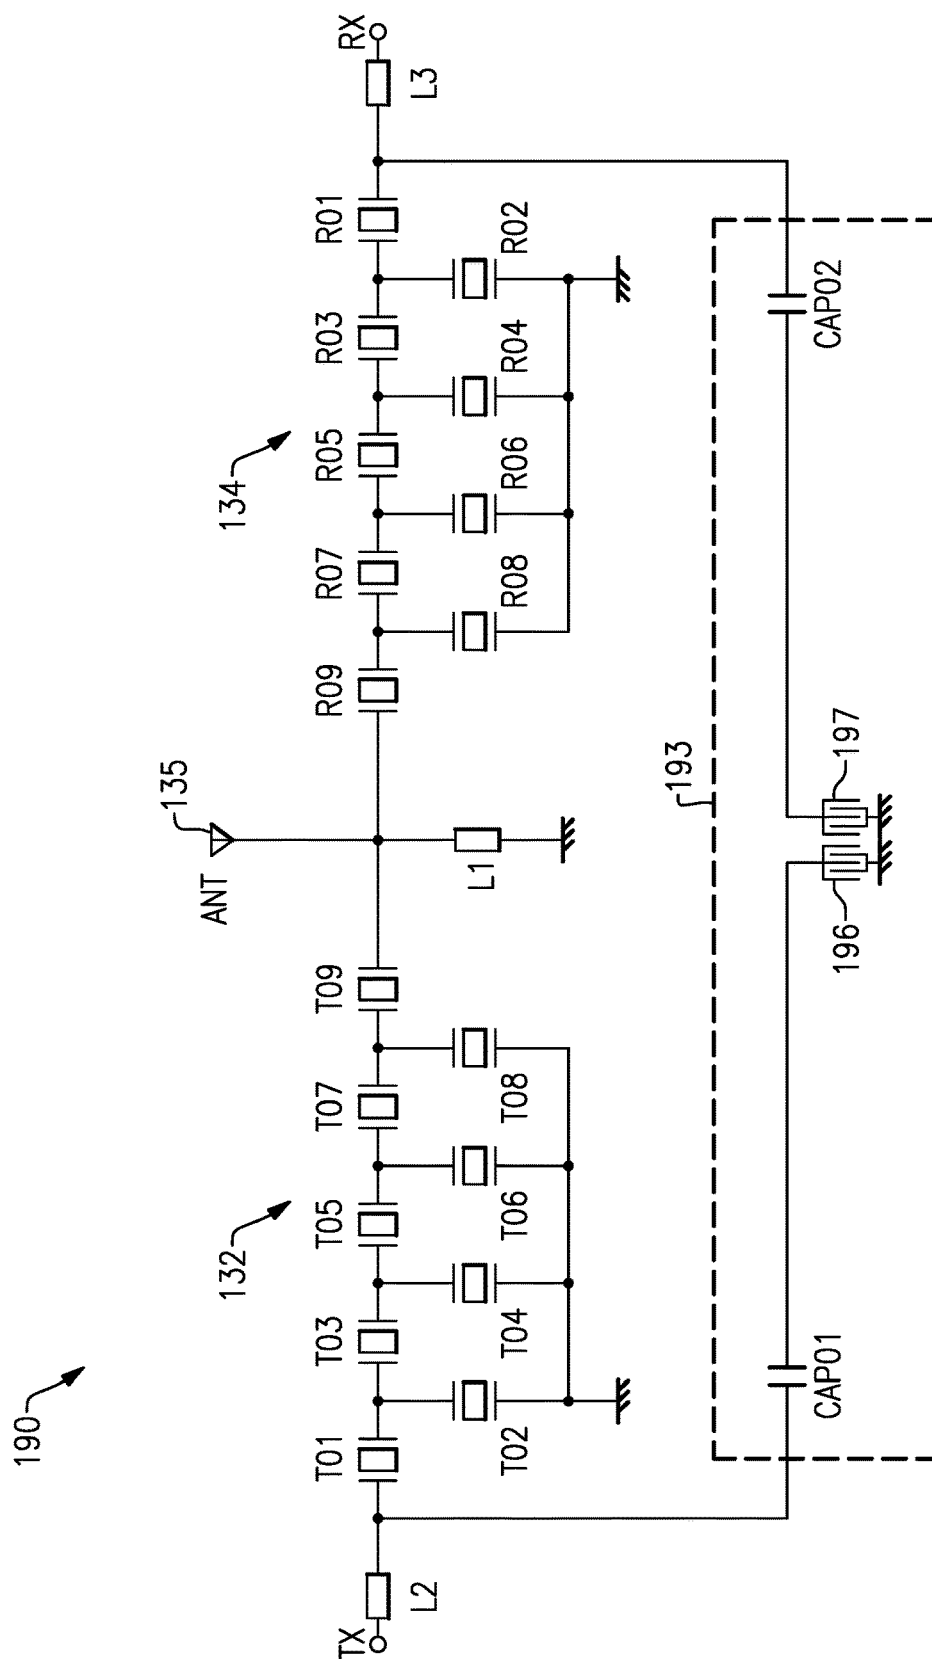 190
132
134
135
ANT
TX
L2
T01
T03
T05
T07
T09
R09
R07
R05
R03
R01
L3
RX
T02
T04
T06
T08
L1
R08
R06
R04
R02
193
CAP01
196
197
CAP02